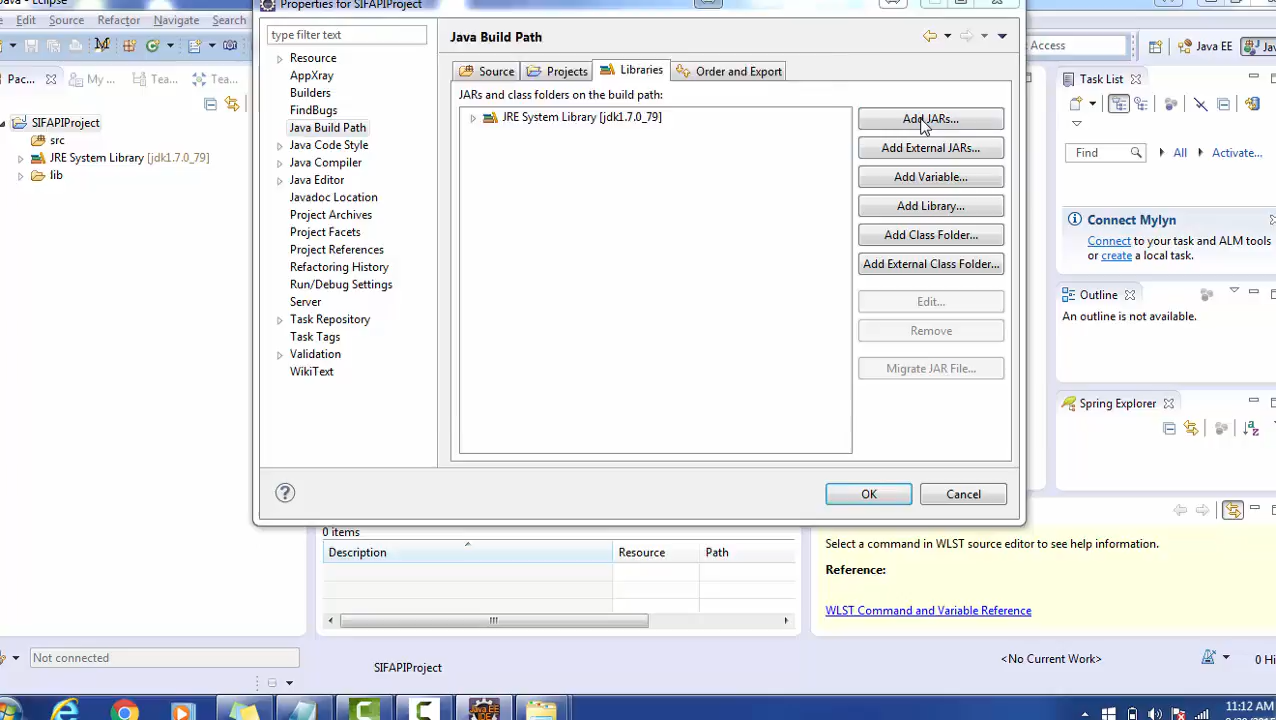 Java - Eclipse
Edit Source Refactor Navigate Search
Properties for SIFAPIProject
type filter text
Resource
AppXray
Builders
FindBugs
Java Build Path
Java Code Style
Java Compiler
Java Editor
Javadoc Location
Project Archives
Project Facets
Project References
Refactoring History
Run/Debug Settings
Server
Task Repository
Task Tags
Validation
WikiText
Java Build Path
Source Projects Libraries Order and Export
JARs and class folders on the build path:
JRE System Library [jdk1.7.0_79]
Add JARs...
Add External JARs...
Add Variable...
Add Library...
Add Class Folder...
Add External Class Folder...
Edit...
Remove
Migrate JAR File...
OK Cancel
Pac... My ... Tea... Tea...
SIFAPIProject
src
JRE System Library [jdk1.7.0_79]
lib
Access
Java EE
Task List
Find All Activate...
Connect Mylyn
Connect to your task and ALM tools
or create a local task.
Outline
An outline is not available.
Spring Explorer
0 items
Description Resource Path
Select a command in WLST source editor to see help information.
Reference:
WLST Command and Variable Reference
Not connected
SIFAPIProject
<No Current Work>
11:12 AM